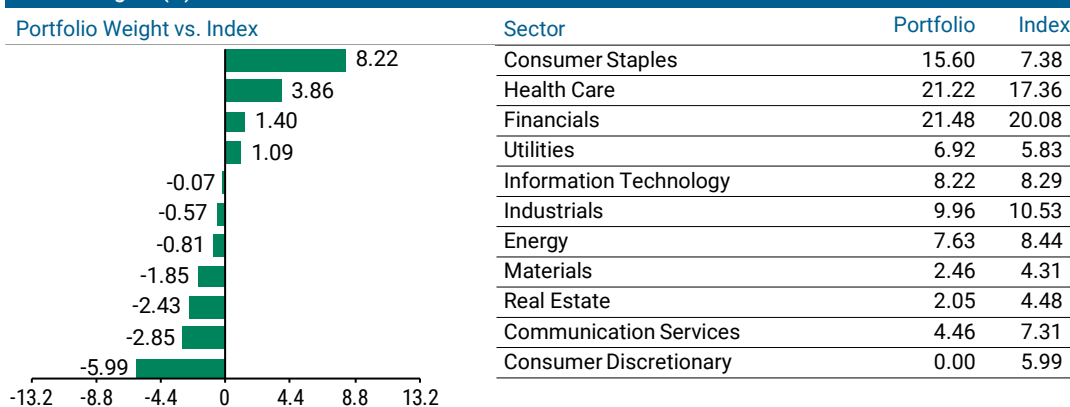 Portfolio Weight vs. Index
8.22
3.86
1.40
1.09
-0.07
-0.57
-0.81
-1.85
-2.43
-2.85
-5.99
-13.2 -8.8 -4.4 0 4.4 8.8 13.2
Sector Portfolio Index
Consumer Staples 15.60 7.38
Health Care 21.22 17.36
Financials 21.48 20.08
Utilities 6.92 5.83
Information Technology 8.22 8.29
Industrials 9.96 10.53
Energy 7.63 8.44
Materials 2.46 4.31
Real Estate 2.05 4.48
Communication Services 4.46 7.31
Consumer Discretionary 0.00 5.99